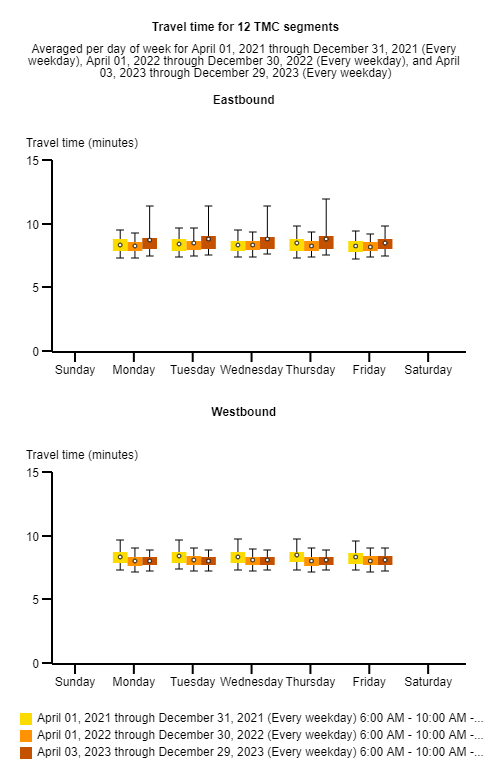 Travel time for 12 TMC segments
Averaged per day of week for April 01, 2021 through December 31, 2021 (Every
weekday), April 01, 2022 through December 30, 2022 (Every weekday), and April
03, 2023 through December 29, 2023 (Every weekday)
Eastbound
Travel time (minutes)
15
10
5
0
Sunday Monday Tuesday Wednesday Thursday Friday Saturday
Westbound
Travel time (minutes)
15
10
5
0
Sunday Monday Tuesday Wednesday Thursday Friday Saturday
April 01, 2021 through December 31, 2021 (Every weekday) 6:00 AM - 10:00 AM -...
April 01, 2022 through December 30, 2022 (Every weekday) 6:00 AM - 10:00 AM -...
April 03, 2023 through December 29, 2023 (Every weekday) 6:00 AM - 10:00 AM -...